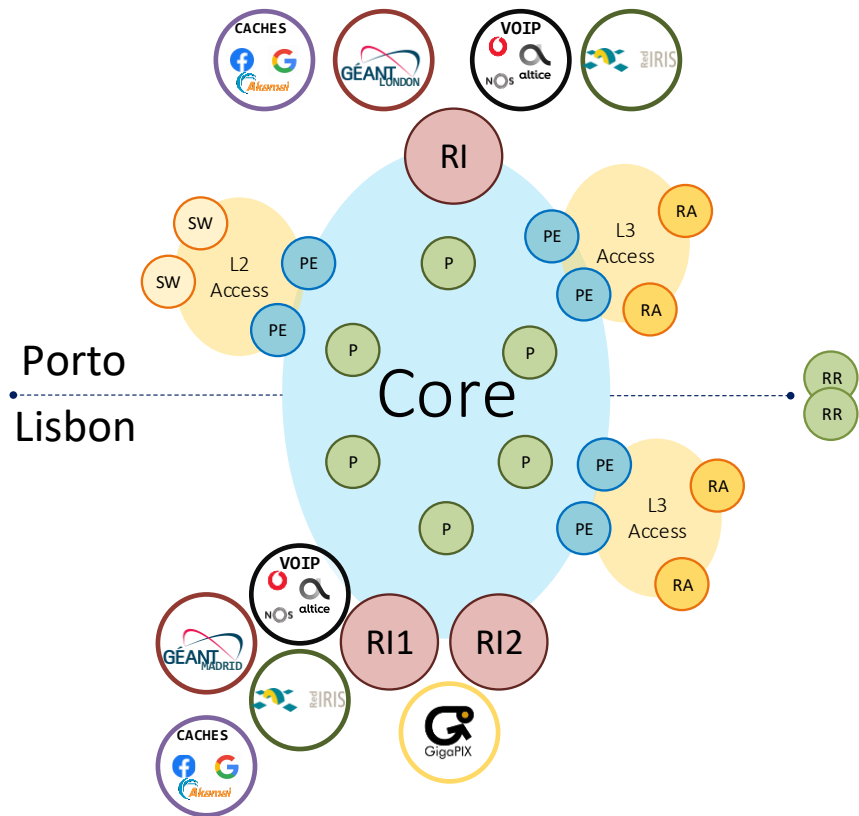 CACHES
Akamai
GÉANT
LONDON
VOIP
NOS
altice
Red
IRIS
RI
SW
SW
L2
Access
PE
PE
P
PE
PE
L3
Access
RA
RA
P
P
Porto
Core
Lisbon
RR
RR
P
P
P
PE
PE
L3
Access
RA
RA
VOIP
NOS
altice
GÉANT
MADRID
Red
IRIS
CACHES
Akamai
RI1
RI2
GigaPIX